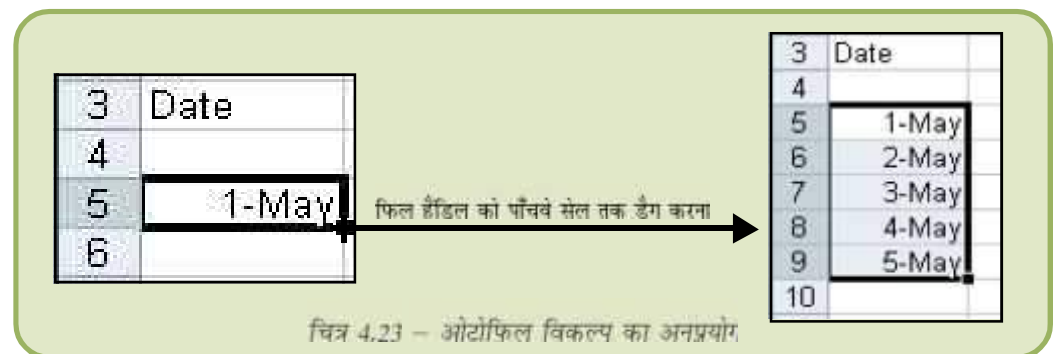 3 Date
4
5 1-May
6
फिल हैंडिल को पाँचवे सेल तक डैग करना
3 Date
4
5 1-May
6 2-May
7 3-May
8 4-May
9 5-May
10
चित्र 4.23 – ओटोफिल विकल्प का अनप्रयोग